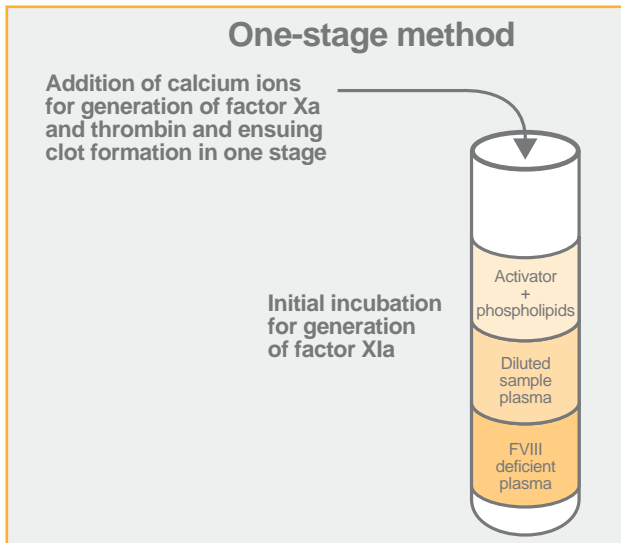 One-stage method
Addition of calcium ions
for generation of factor Xa
and thrombin and ensuing
clot formation in one stage
Initial incubation
for generation
of factor XIa
Activator
+
phospholipids
Diluted
sample
plasma
FVIII
deficient
plasma